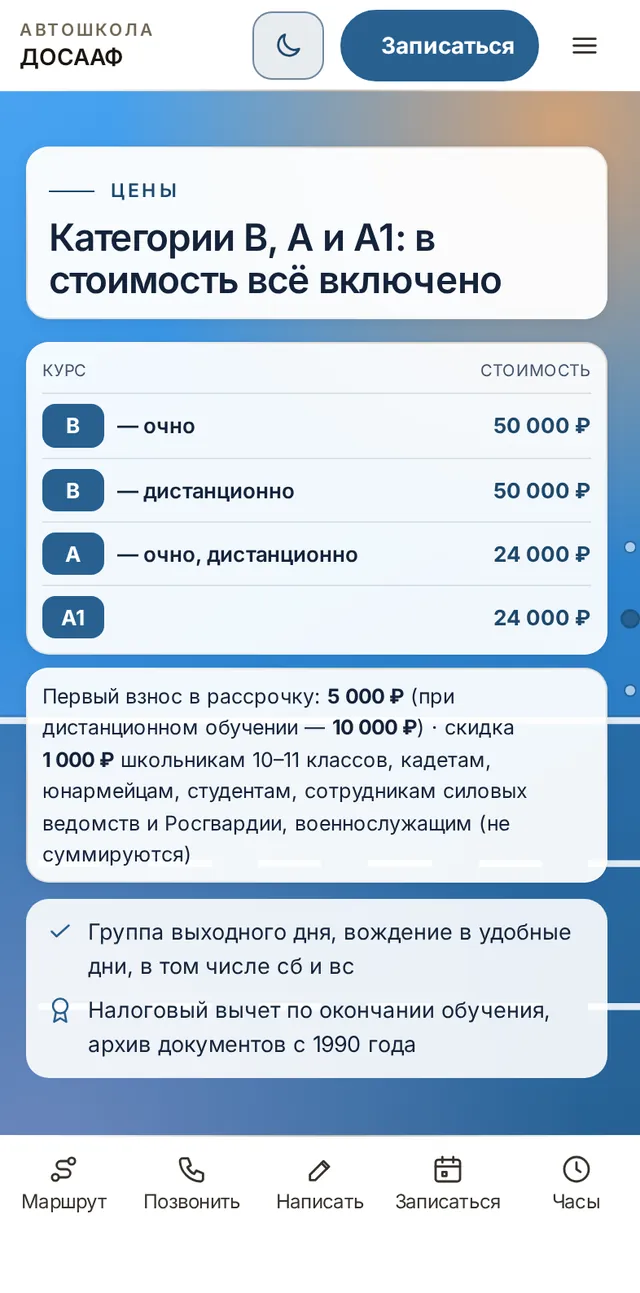 АВТОШКОЛА
ДОСААФ
Записаться
ЦЕНЫ
Категории B, A и A1: в
стоимость всё включено
КУРС СТОИМОСТЬ
B — очно 50 000 ₽
B — дистанционно 50 000 ₽
A — очно, дистанционно 24 000 ₽
A1 24 000 ₽
Первый взнос в рассрочку: 5 000 ₽ (при
дистанционном обучении — 10 000 ₽) · скидка
1 000 ₽ школьникам 10–11 классов, кадетам,
юнармейцам, студентам, сотрудникам силовых
ведомств и Росгвардии, военнослужащим (не
суммируются)
Группа выходного дня, вождение в удобные
дни, в том числе сб и вс
Налоговый вычет по окончании обучения,
архив документов с 1990 года
Маршрут Позвонить Написать Записаться Часы